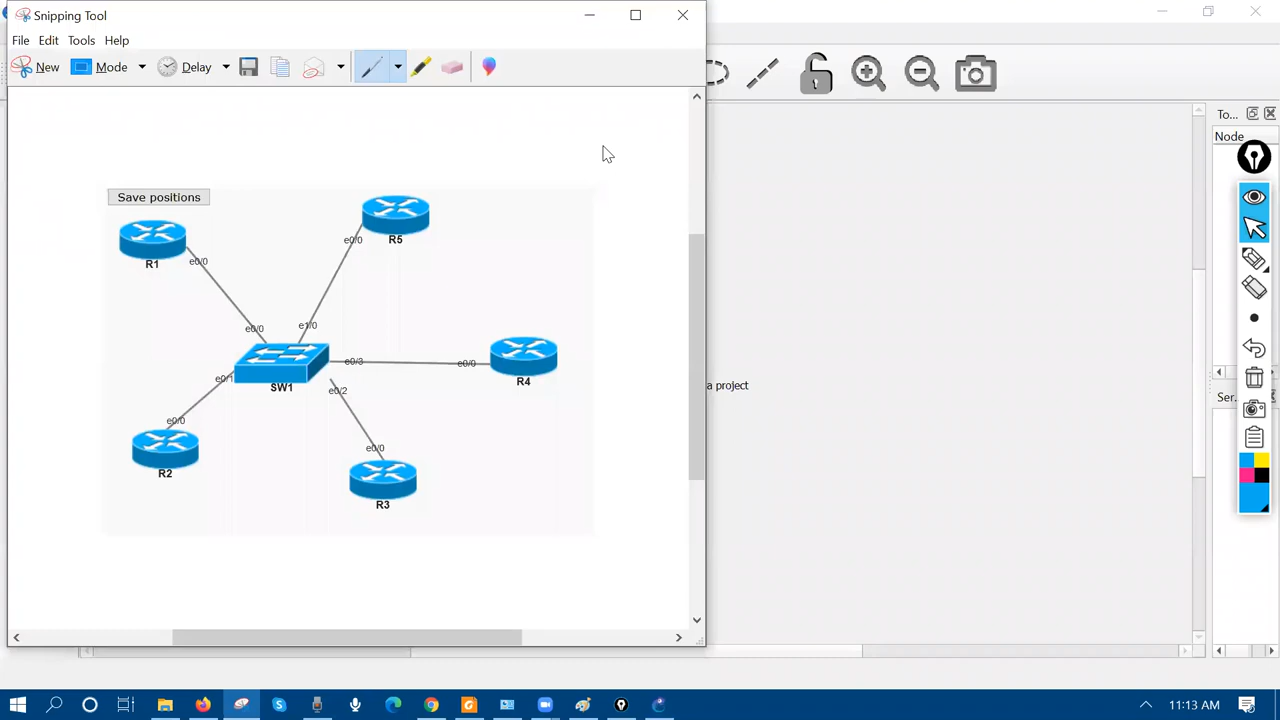 Snipping Tool
File Edit Tools Help
New Mode Delay
To...
Node
Save positions
R5
e0/0
R1
e0/0
e0/0
e1/0
e0/3
e0/0
R4
SW1
e0/1
e0/2
a project
Ser...
e0/0
R2
e0/0
R3
11:13 AM